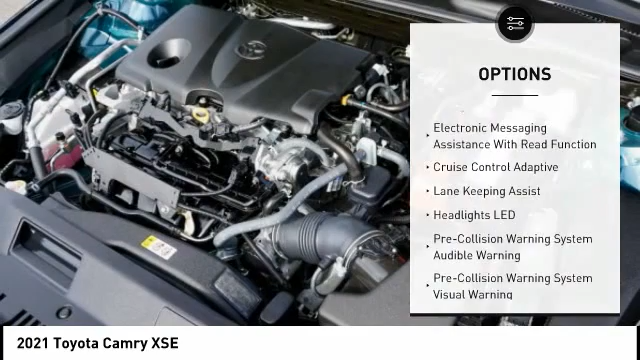 OPTIONS
Electronic Messaging
Assistance With Read Function
Cruise Control Adaptive
Lane Keeping Assist
Headlights LED
Pre-Collision Warning System
Audible Warning
Pre-Collision Warning System
Visual Warning
2021 Toyota Camry XSE